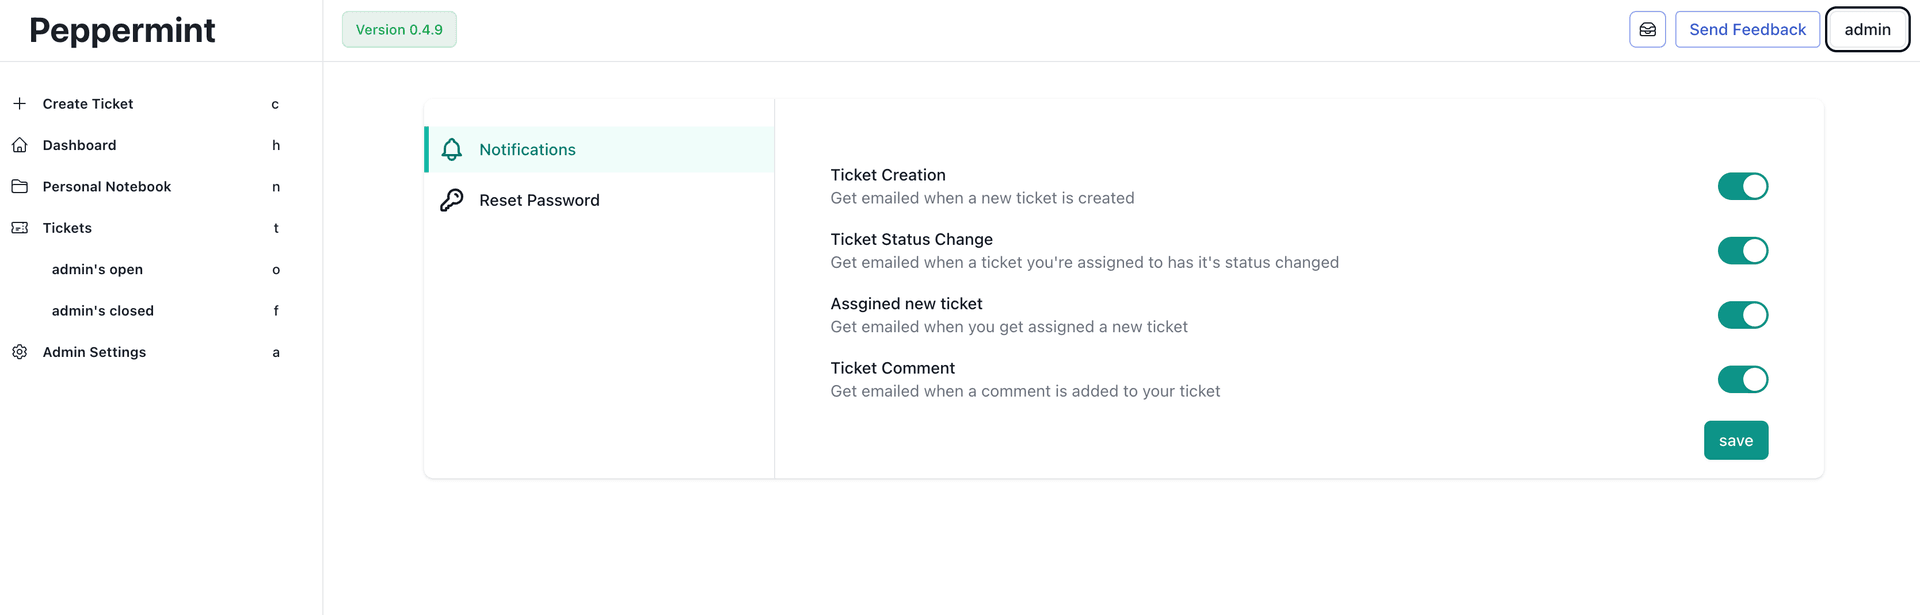 Peppermint
Version 0.4.9
Send Feedback
admin
Create Ticket c
Dashboard h
Personal Notebook n
Tickets t
admin's open o
admin's closed f
Admin Settings a
Notifications
Reset Password
Ticket Creation
Get emailed when a new ticket is created
Ticket Status Change
Get emailed when a ticket you're assigned to has it's status changed
Assgined new ticket
Get emailed when you get assigned a new ticket
Ticket Comment
Get emailed when a comment is added to your ticket
save